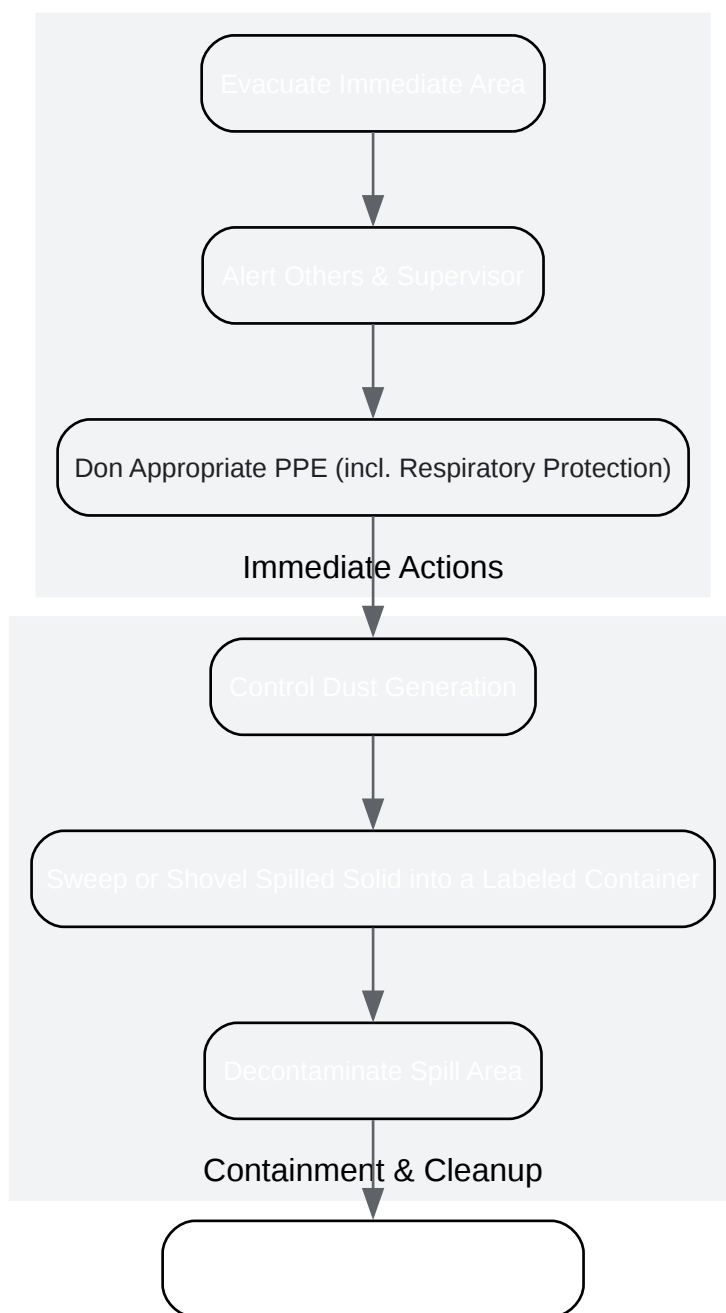 Evacuate Immediate Area
Alert Others & Supervisor
Don Appropriate PPE (incl. Respiratory Protection)
Immediate Actions
Control Dust Generation
Sweep or Shovel Spilled Solid into a Labeled Container
Decontaminate Spill Area
Containment & Cleanup